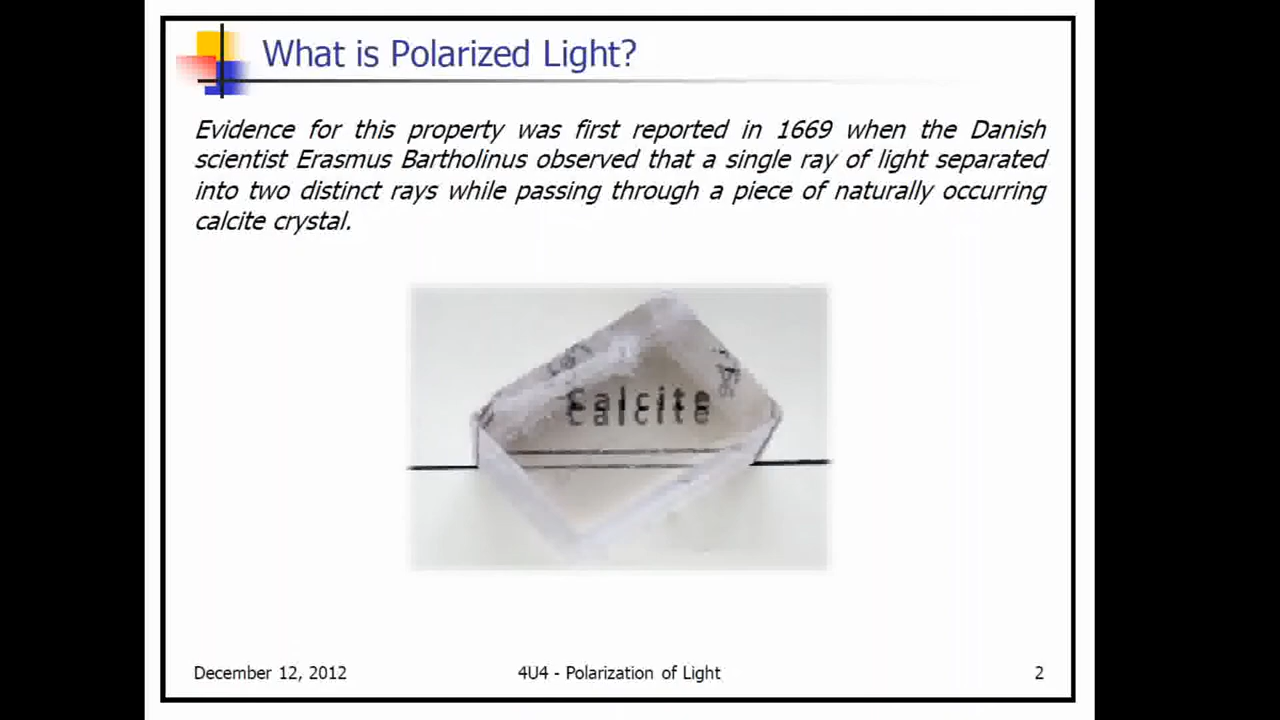 What is Polarized Light?
Evidence for this property was first reported in 1669 when the Danish
scientist Erasmus Bartholinus observed that a single ray of light separated
into two distinct rays while passing through a piece of naturally occurring
calcite crystal.
Calcite
December 12, 2012
4U4 - Polarization of Light
2